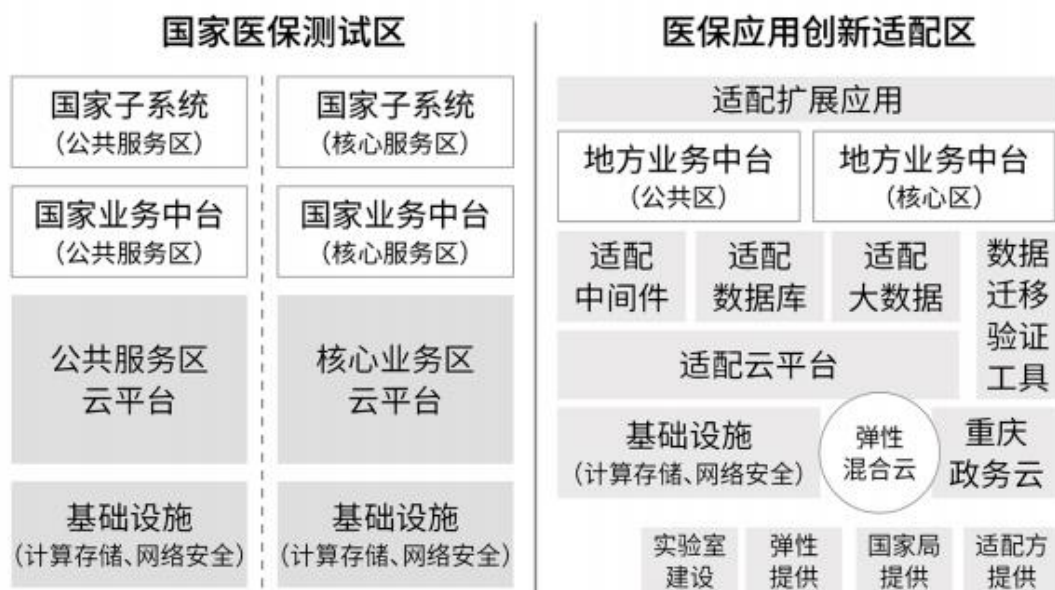 国家医保测试区
国家子系统
（公共服务区）
国家子系统
（核心服务区）
国家业务中台
（公共服务区）
国家业务中台
（核心服务区）
公共服务区
云平台
核心业务区
云平台
基础设施
（计算存储、网络安全）
基础设施
（计算存储、网络安全）
医保应用创新适配区
适配扩展应用
地方业务中台
（公共区）
地方业务中台
（核心区）
适配
中间件
适配
数据库
适配
大数据
数据
迁移
验证
工具
适配云平台
基础设施
（计算存储、网络安全）
弹性
混合云
重庆
政务云
实验室
建设
弹性
提供
国家局
提供
适配方
提供